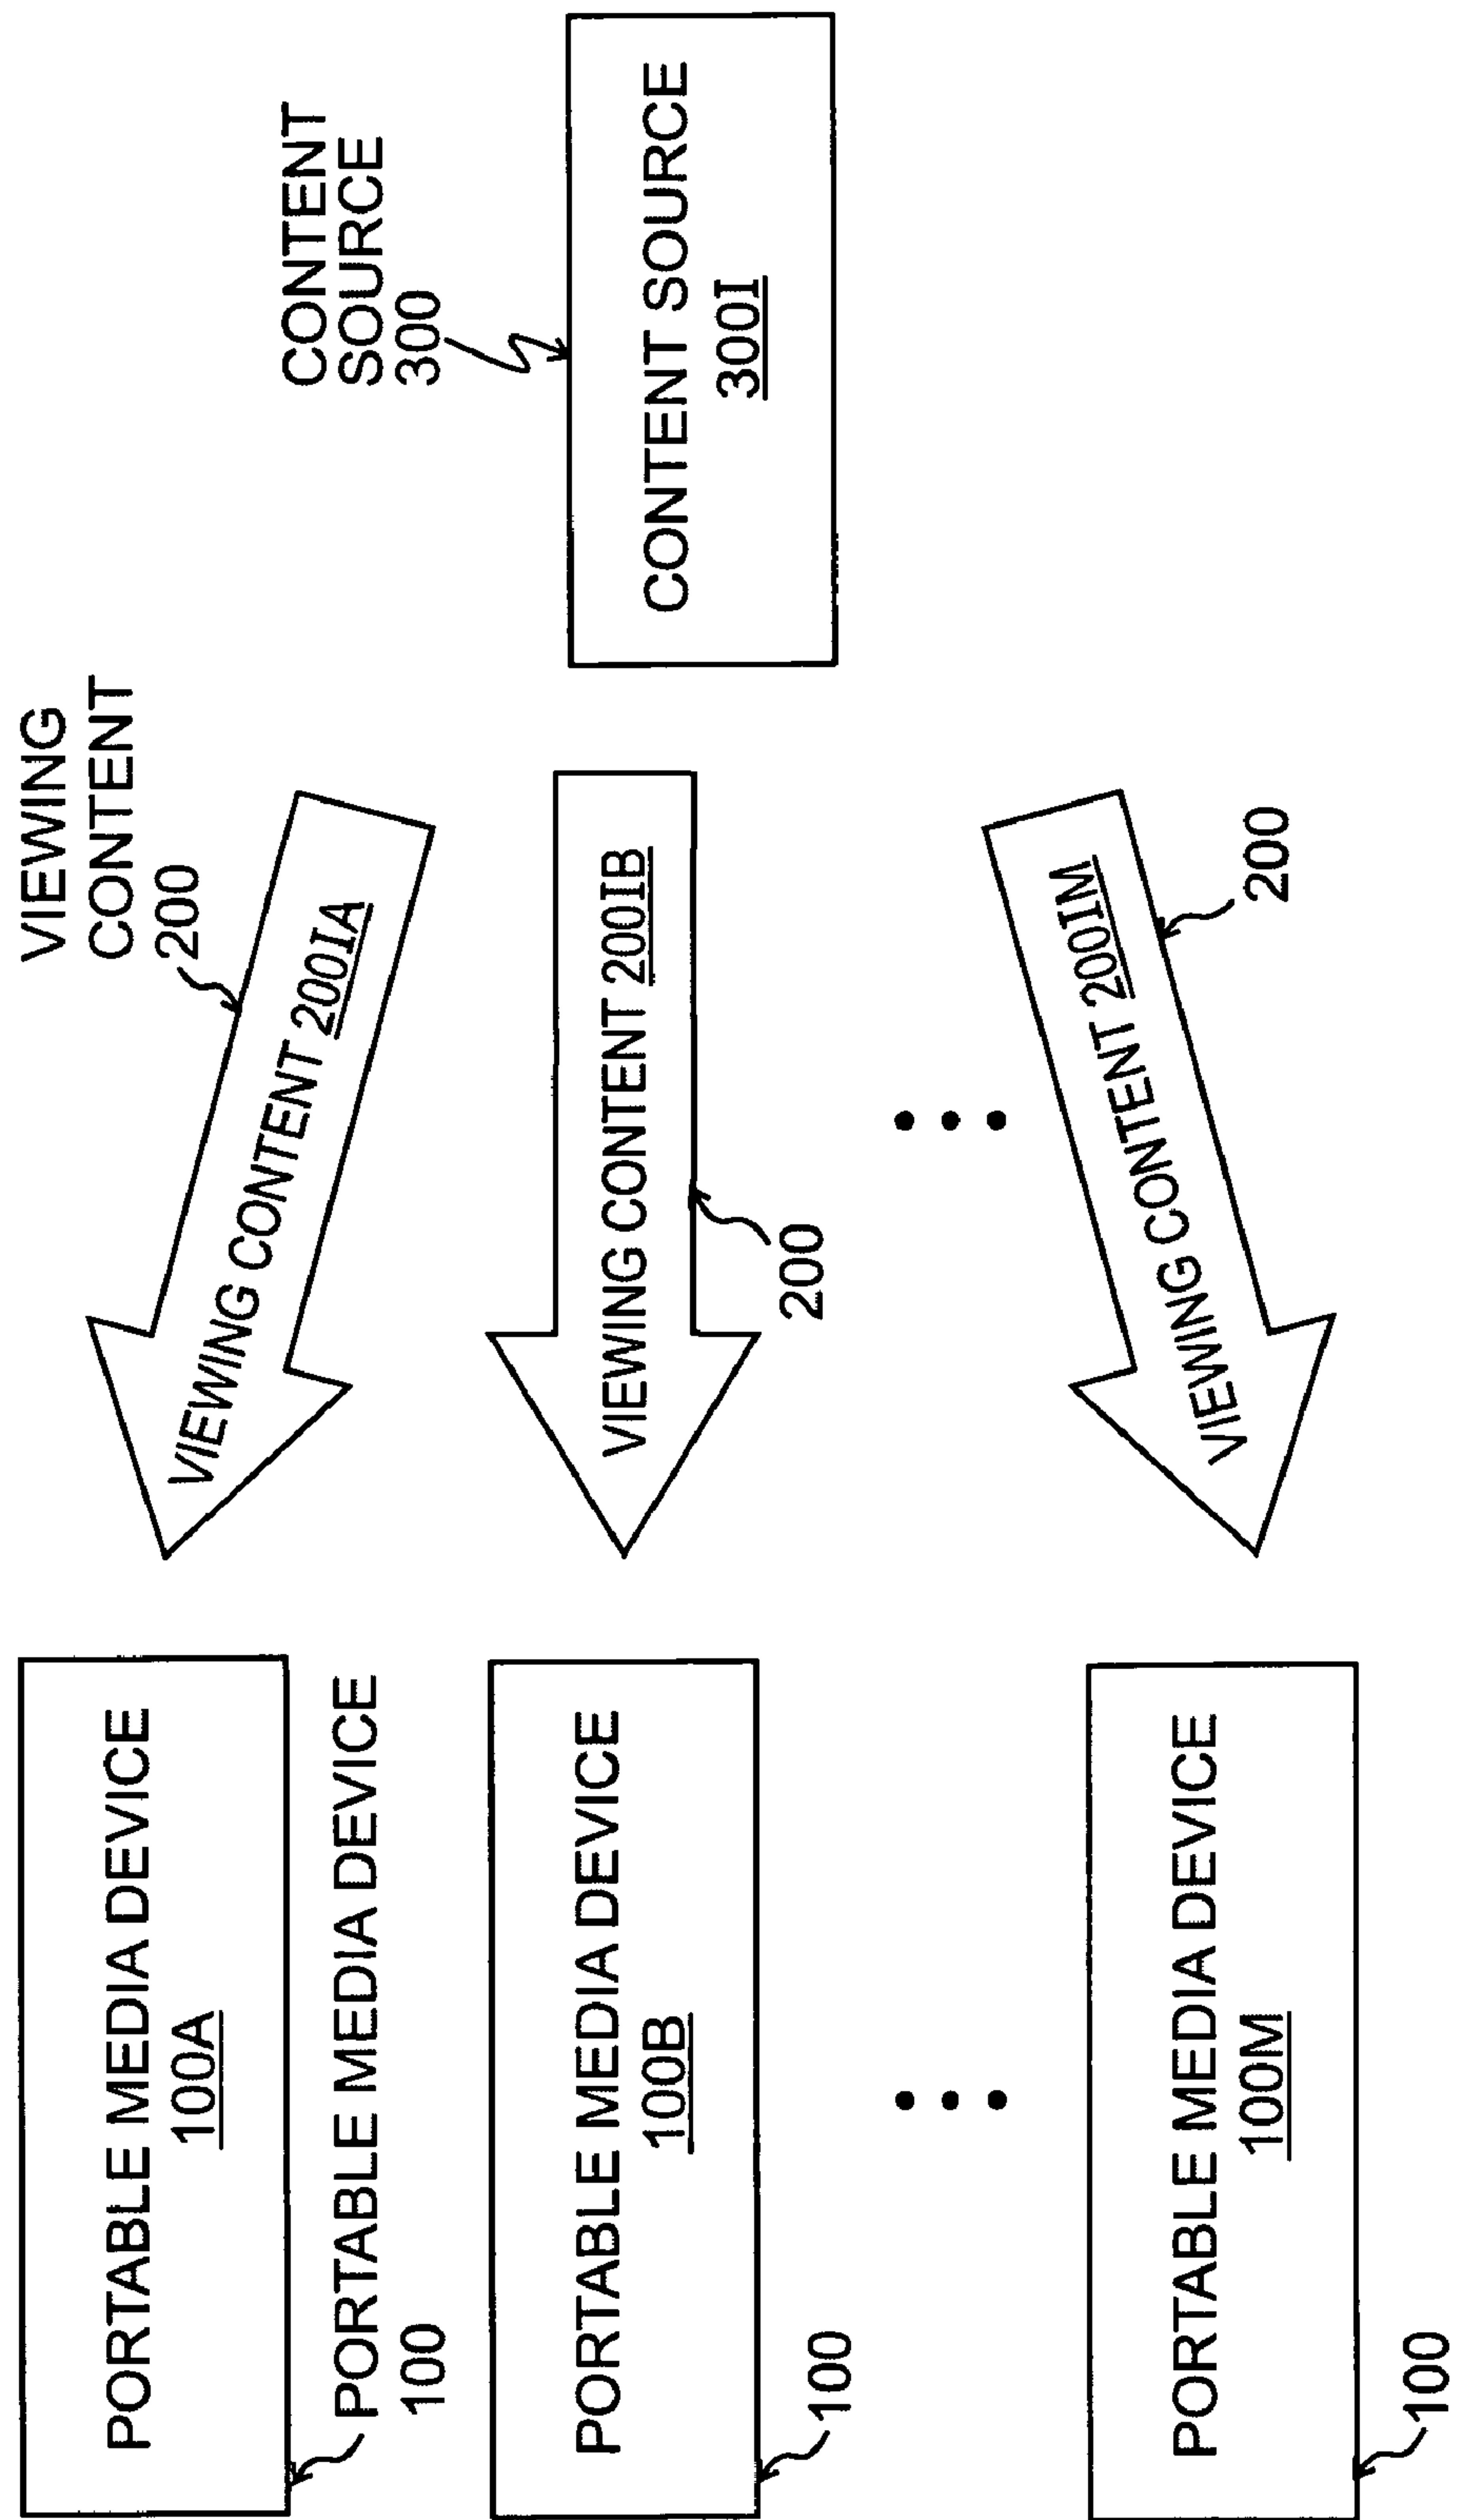 PORTABLE MEDIA DEVICE
100A
PORTABLE MEDIA DEVICE
100
PORTABLE MEDIA DEVICE
100B
100
PORTABLE MEDIA DEVICE
100M
100
VIEWING
CONTENT
200
VIEWING CONTENT 200IA
VIEWING CONTENT 200IB
200
VIEWING CONTENT 200IM
200
CONTENT
SOURCE
300
CONTENT SOURCE
300I